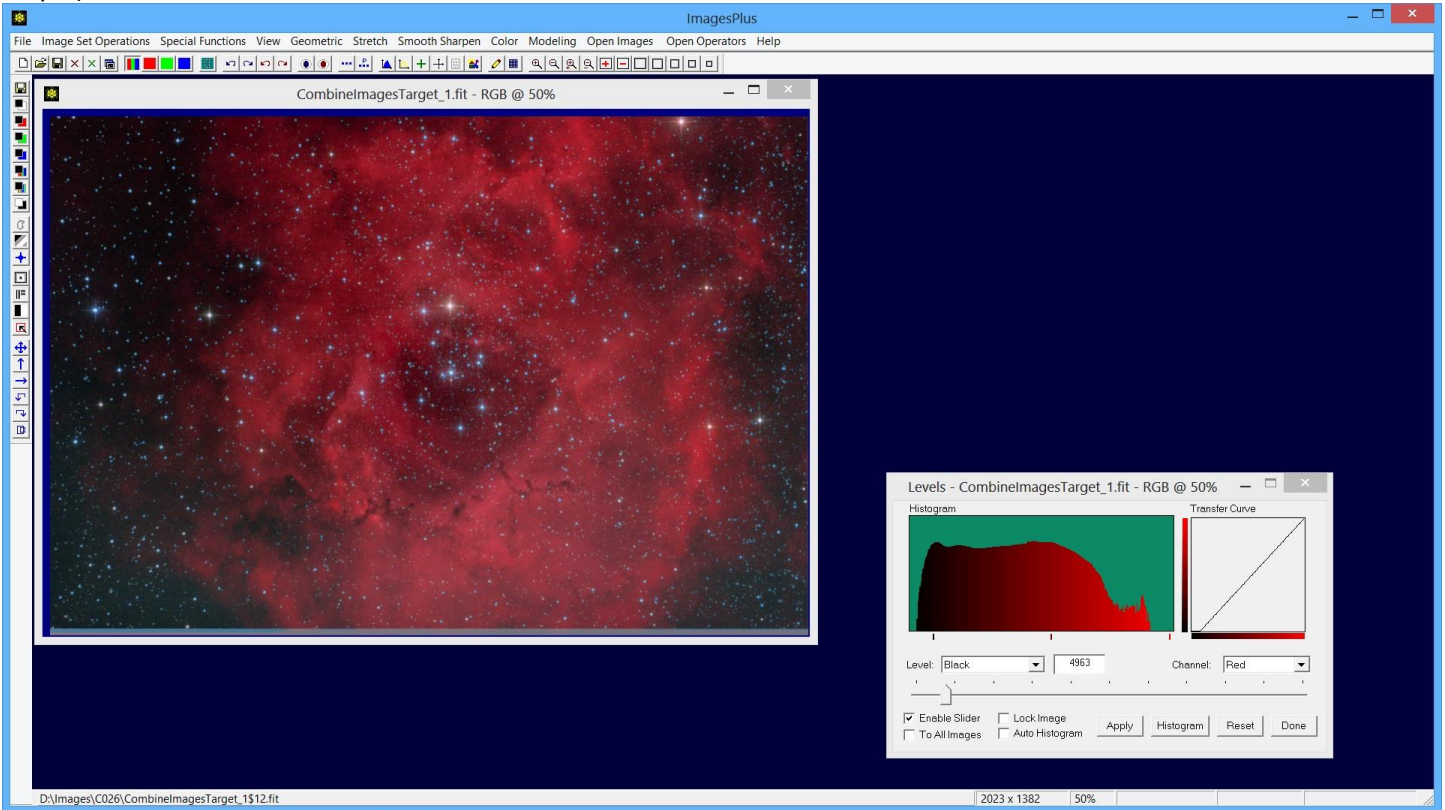 ImagesPlus
File Image Set Operations Special Functions View Geometric Stretch Smooth Sharpen Color Modeling Open Images Open Operators Help
CombineImagesTarget_1.fit - RGB @ 50%
Levels - CombineImagesTarget_1.fit - RGB @ 50%
Histogram Transfer Curve
Level: Black 4963 Channel: Red
Enable Slider Lock Image
To All Images Auto Histogram Apply Histogram Reset Done
D:\Images\C026\CombineImagesTarget_1$12.fit 2023 x 1382 50%